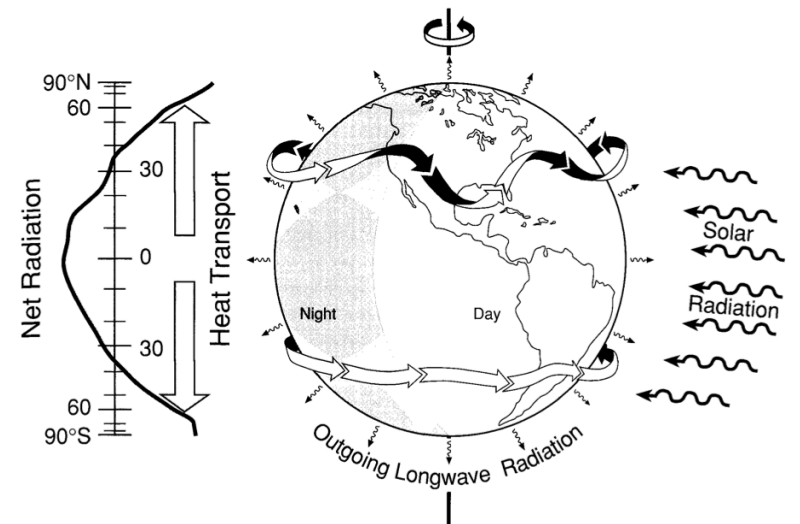 90°N
60
30
0
30
60
90°S
Net Radiation
Heat Transport
Night
Day
Solar
Radiation
Outgoing Longwave Radiation